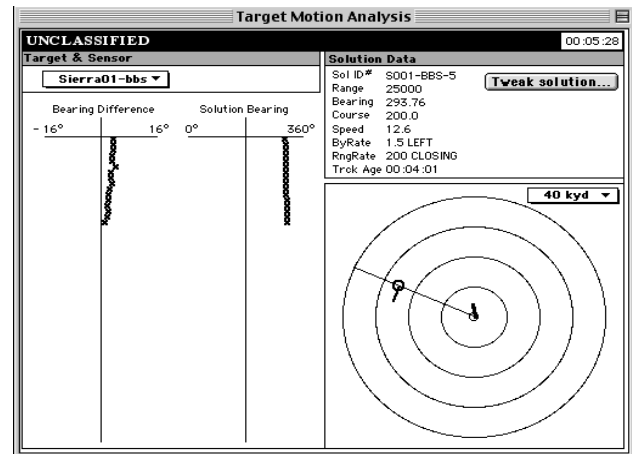 Target Motion Analysis
UNCLASSIFIED 00:05:28
Target & Sensor
Sierra01-bbs
Bearing Difference Solution Bearing
-16° 16° 0° 360°
Solution Data
Sol ID# S001-BBS-5
Tweak solution...
Range 25000
Bearing 293.76
Course 200.0
Speed 12.6
ByRate 1.5 LEFT
RngRate 200 CLOSING
Trck Age 00:04:01
40 kyd